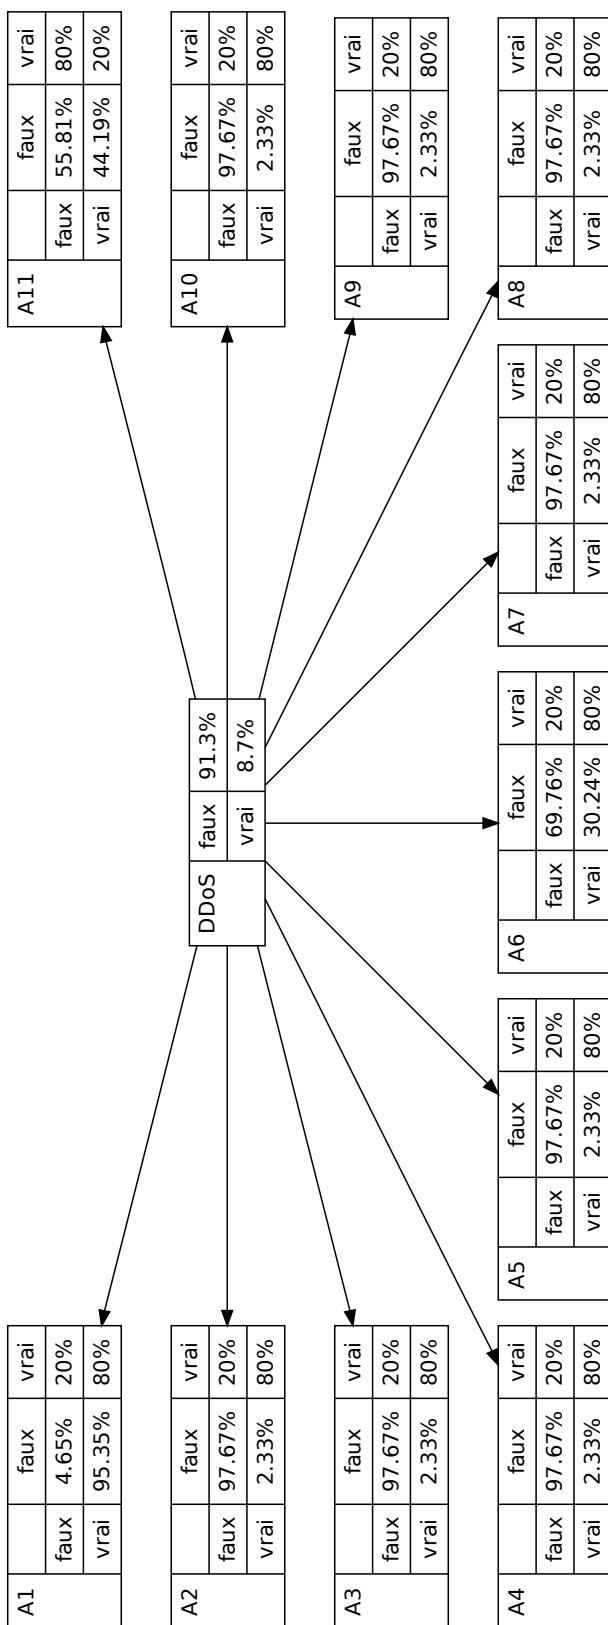 A1
faux vrai
faux 4.65% 20%
vrai 95.35% 80%
A2
faux vrai
faux 97.67% 20%
vrai 2.33% 80%
A3
faux vrai
faux 97.67% 20%
vrai 2.33% 80%
A4
faux vrai
faux 97.67% 20%
vrai 2.33% 80%
A5
faux vrai
faux 97.67% 20%
vrai 2.33% 80%
DDoS
faux 91.3%
vrai 8.7%
A6
faux vrai
faux 69.76% 20%
vrai 30.24% 80%
A7
faux vrai
faux 97.67% 20%
vrai 2.33% 80%
A11
faux vrai
faux 55.81% 80%
vrai 44.19% 20%
A10
faux vrai
faux 97.67% 20%
vrai 2.33% 80%
A9
faux vrai
faux 97.67% 20%
vrai 2.33% 80%
A8
faux vrai
faux 97.67% 20%
vrai 2.33% 80%